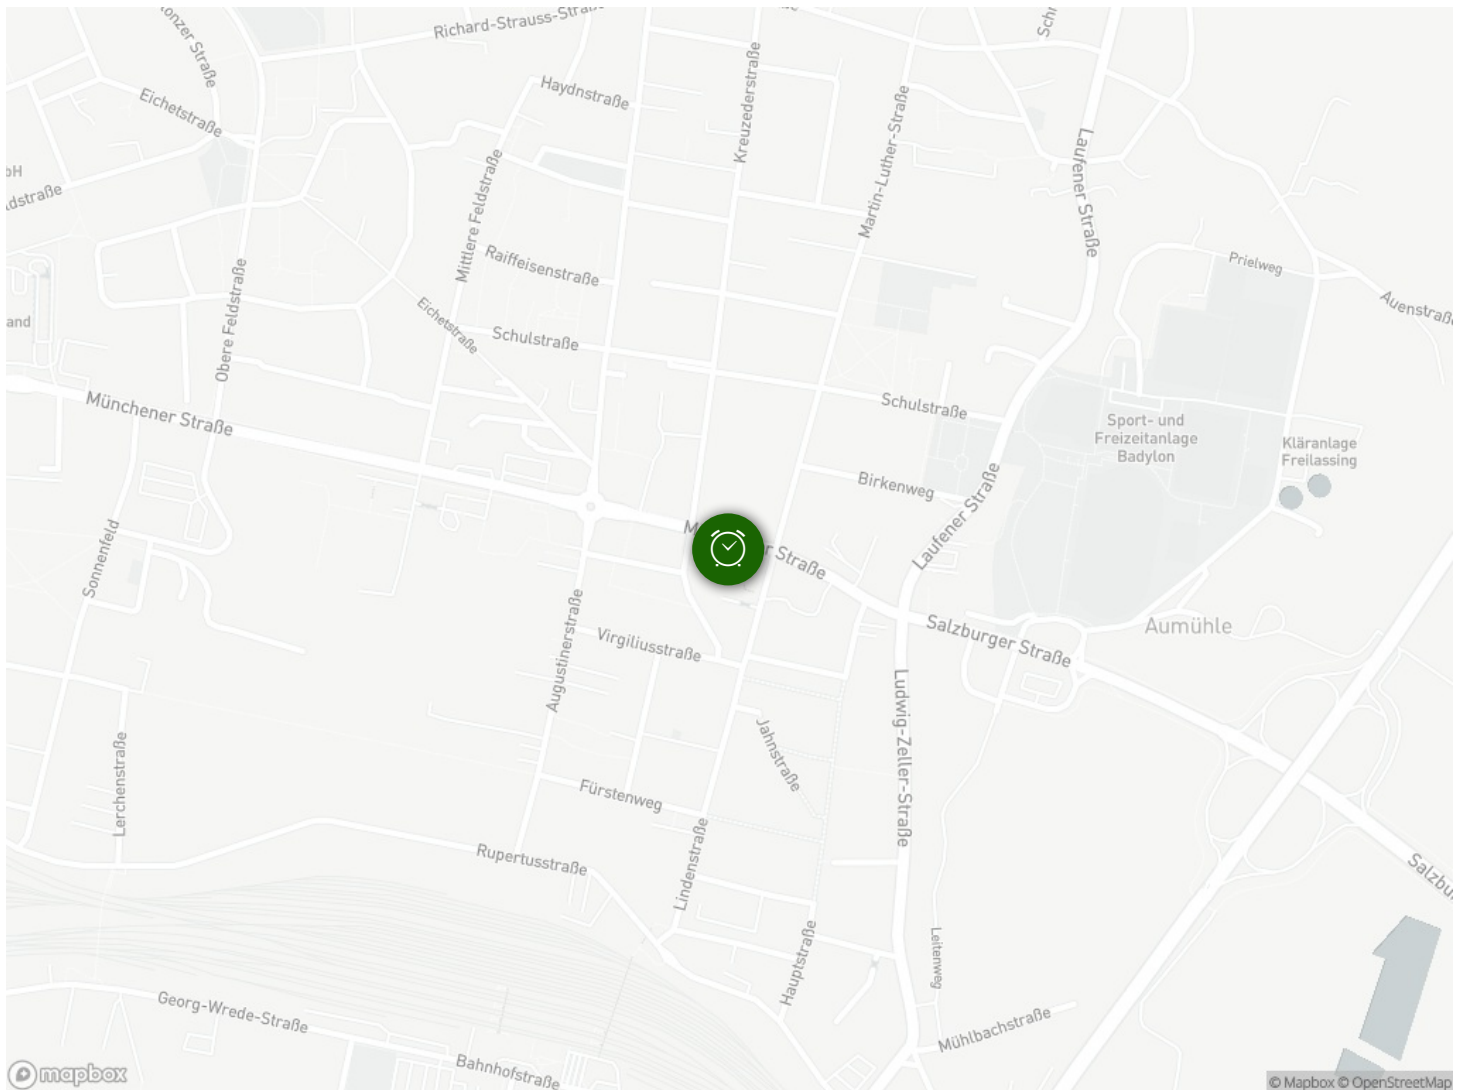 Richard-Strauss-Straße
Haydnstraße
Eichetstraße
Kreuzederstraße
Martin-Luther-Straße
Laufener Straße
Mittlere Feldstraße
Raiffeisenstraße
Prielweg
Auenstraße
Obere Feldstraße
Eichetstraße
Schulstraße
and
Münchener Straße
Schulstraße
Sport- und
Freizeitanlage
Badylon
Kläranlage
Freilassing
Birkenweg
Laufener Straße
Sonnenfeld
Straße
Salzburger Straße
Aumühle
Augustinerstraße
Virgiliusstraße
Ludwig-Zeller-Straße
Jahnstraße
Lerchenstraße
Fürstenweg
Rupertusstraße
Lindenstraße
Hauptstraße
Leitenweg
Georg-Wrede-Straße
Mühlbachstraße
Bahnhofstraße
mapbox
© Mapbox © OpenStreetMap